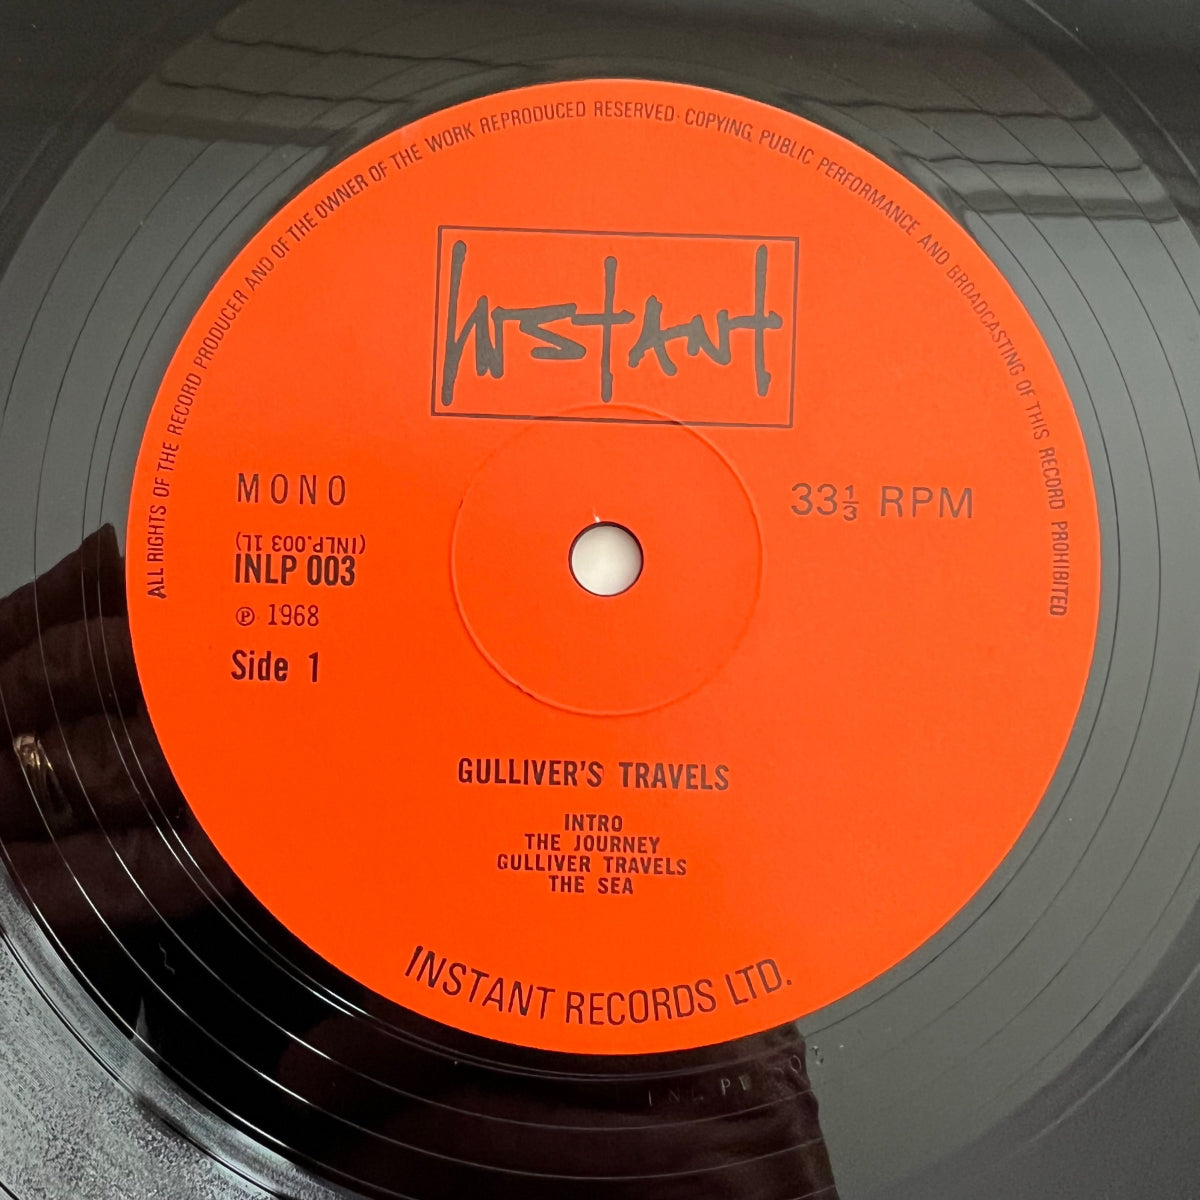 ALL RIGHTS OF THE RECORD PRODUCER AND OF THE OWNER OF THE WORK REPRODUCED RESERVED· COPYING, PUBLIC PERFORMANCE AND BROADCASTING OF THIS RECORD PROHIBITED
INSTANT
MONO
33⅓ RPM
(INLP.003 1L)
INLP 003
℗ 1968
Side 1
GULLIVER'S TRAVELS
INTRO
THE JOURNEY
GULLIVER TRAVELS
THE SEA
INSTANT RECORDS LTD.